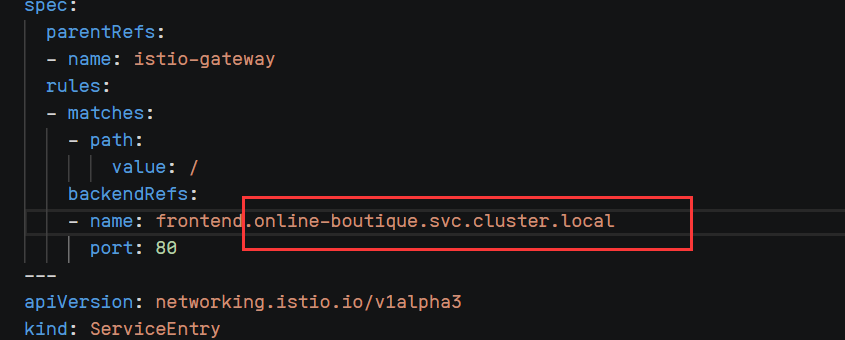 spec:
parentRefs:
- name: istio-gateway
rules:
- matches:
- path:
value: /
backendRefs:
- name: frontend.online-boutique.svc.cluster.local
port: 80
---
apiVersion: networking.istio.io/v1alpha3
kind: ServiceEntry